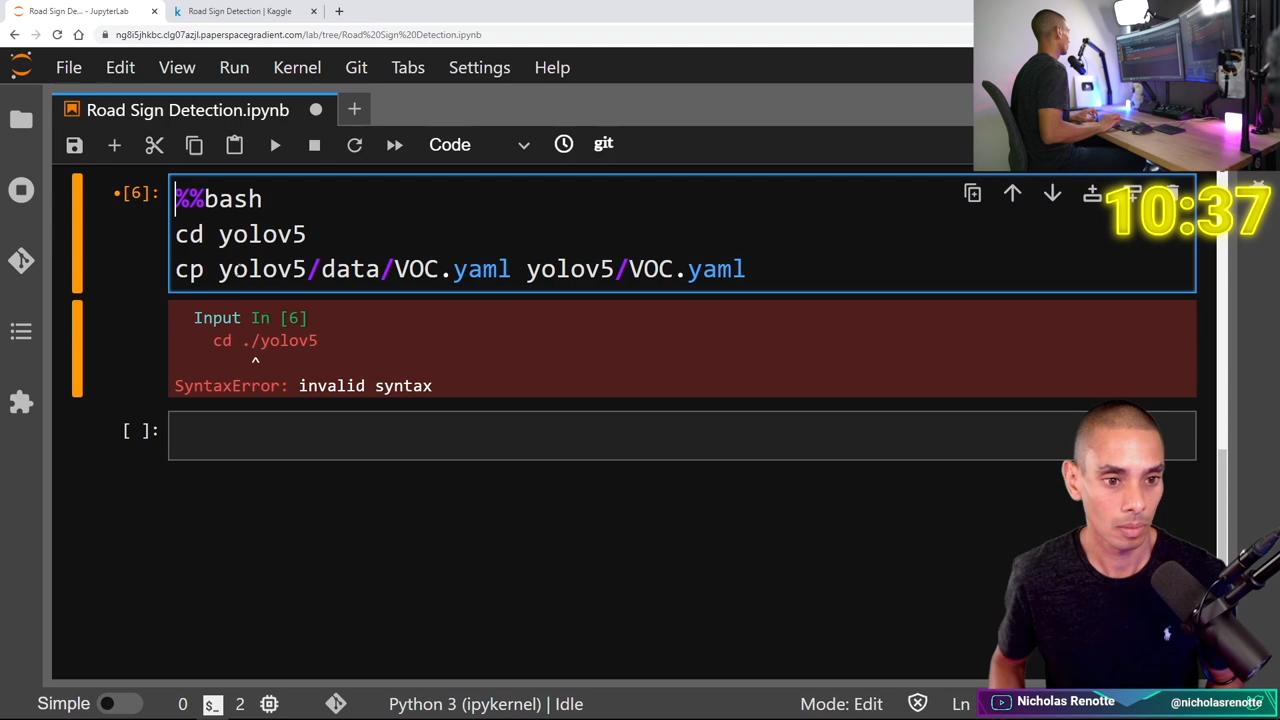 Road Sign De... - JupyterLab
Road Sign Detection | Kaggle
ng8i5jhkbc.clg07azjl.paperspacegradient.com/lab/tree/Road%20Sign%20Detection.ipynb
File Edit View Run Kernel Git Tabs Settings Help
Road Sign Detection.ipynb
Code
git
[6]:
%%bash
cd yolov5
cp yolov5/data/VOC.yaml yolov5/VOC.yaml
10:37
Input In [6]
cd ./yolov5
^
SyntaxError: invalid syntax
[ ]:
Simple 0 $_ 2 Python 3 (ipykernel) | Idle Mode: Edit Ln
Nicholas Renotte @nicholasrenotte